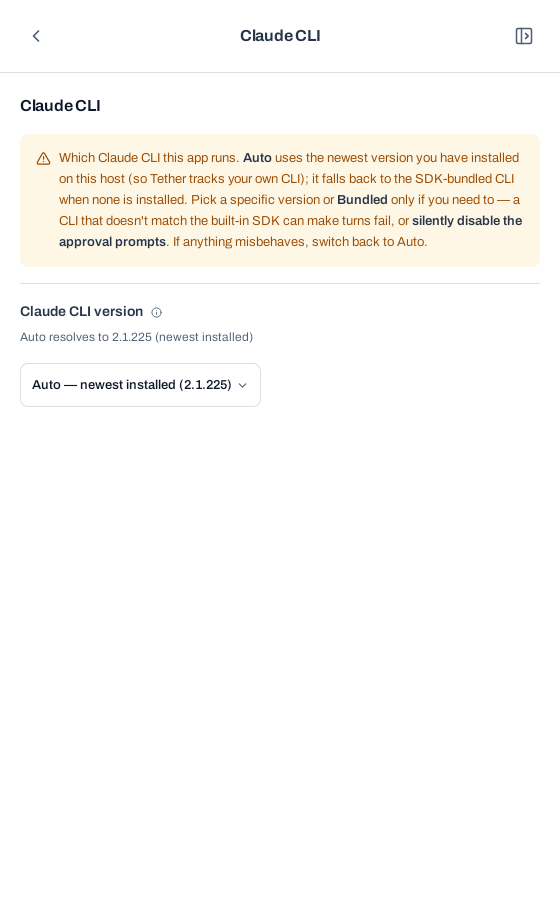 Claude CLI
Claude CLI
Which Claude CLI this app runs. Auto uses the newest version you have installed
on this host (so Tether tracks your own CLI); it falls back to the SDK-bundled CLI
when none is installed. Pick a specific version or Bundled only if you need to — a
CLI that doesn't match the built-in SDK can make turns fail, or silently disable the
approval prompts. If anything misbehaves, switch back to Auto.
Claude CLI version
Auto resolves to 2.1.225 (newest installed)
Auto — newest installed (2.1.225)